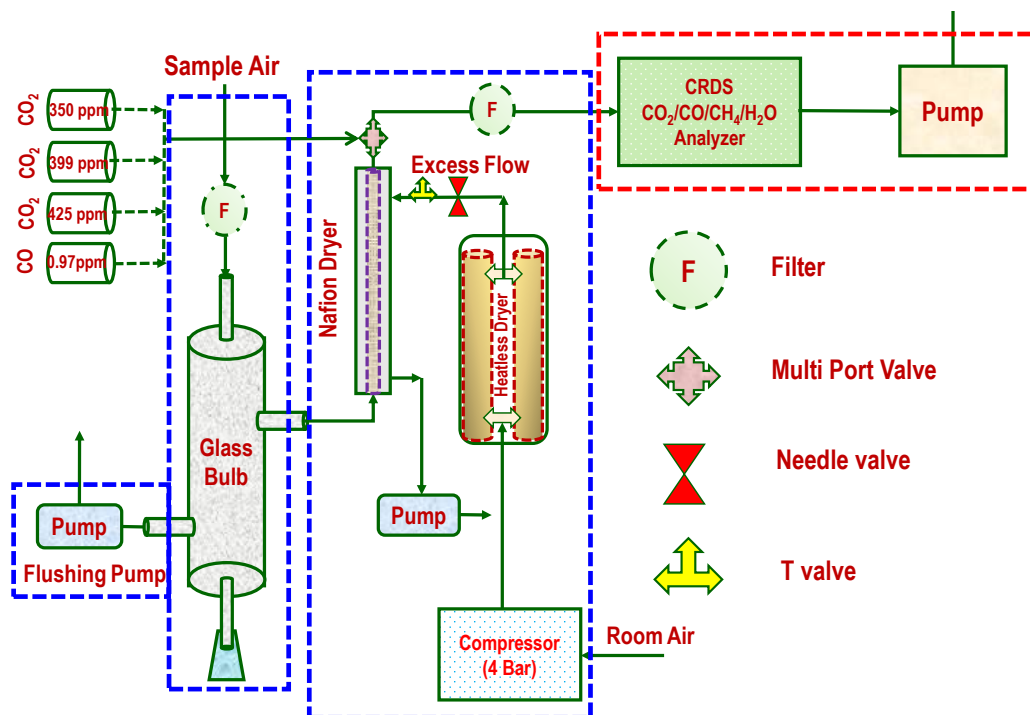 Sample Air
CO₂
350 ppm
CO₂
399 ppm
CO₂
425 ppm
CO
0.97ppm
F
Glass
Bulb
Pump
Flushing Pump
Nafion Dryer
F
Excess Flow
Heatless Dryer
Pump
Compressor
(4 Bar)
Room Air
CRDS
CO₂/CO/CH₄/H₂O
Analyzer
Pump
F
Filter
Multi Port Valve
Needle valve
T valve